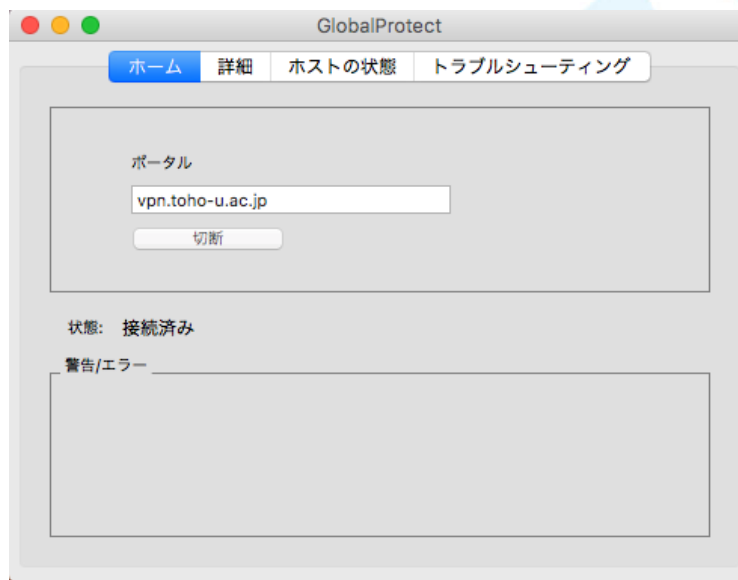 GlobalProtect
ホーム 詳細 ホストの状態 トラブルシューティング
ポータル
vpn.toho-u.ac.jp
切断
状態: 接続済み
警告/エラー